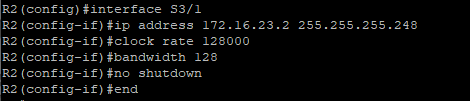 R2(config)#interface S3/1
R2(config-if)#ip address 172.16.23.2 255.255.255.248
R2(config-if)#clock rate 128000
R2(config-if)#bandwidth 128
R2(config-if)#no shutdown
R2(config-if)#end